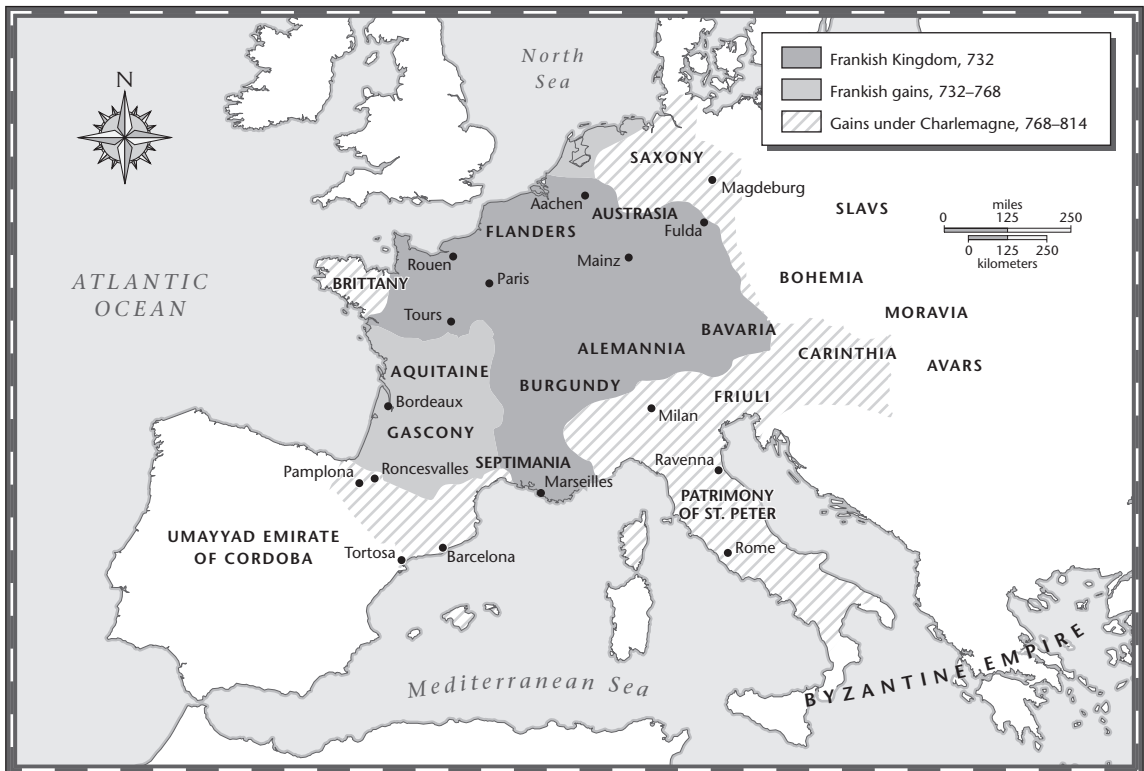 North
Sea
Frankish Kingdom, 732
Frankish gains, 732–768
Gains under Charlemagne, 768–814
N
SAXONY
Magdeburg
Aachen
AUSTRASIA
SLAVS
miles
0 125 250
0 125 250
kilometers
FLANDERS
Fulda
Rouen
Mainz
ATLANTIC
OCEAN
BRITTANY
Paris
BOHEMIA
Tours
MORAVIA
BAVARIA
ALEMANNIA
CARINTHIA
AVARS
AQUITAINE
BURGUNDY
Bordeaux
Milan
FRIULI
GASCONY
Pamplona
Roncesvalles
SEPTIMANIA
Marseilles
Ravenna
PATRIMONY
OF ST. PETER
UMAYYAD EMIRATE
OF CORDOBA
Tortosa
Barcelona
Rome
Mediterranean Sea
BYZANTINE EMPIRE